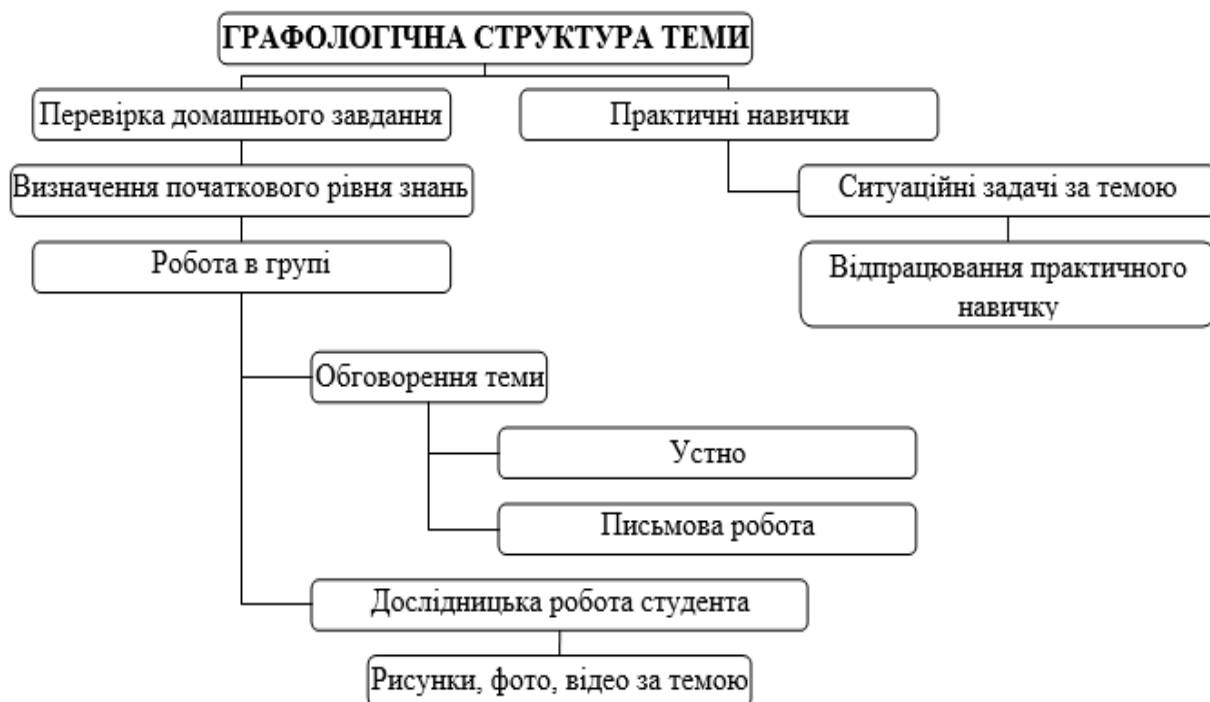 ГРАФОЛОГІЧНА СТРУКТУРА ТЕМИ
Перевірка домашнього завдання
Практичні навички
Визначення початкового рівня знань
Ситуаційні задачі за темою
Робота в групі
Відпрацювання практичного
навичку
Обговорення теми
Устно
Письмова робота
Дослідницька робота студента
Рисунки, фото, відео за темою